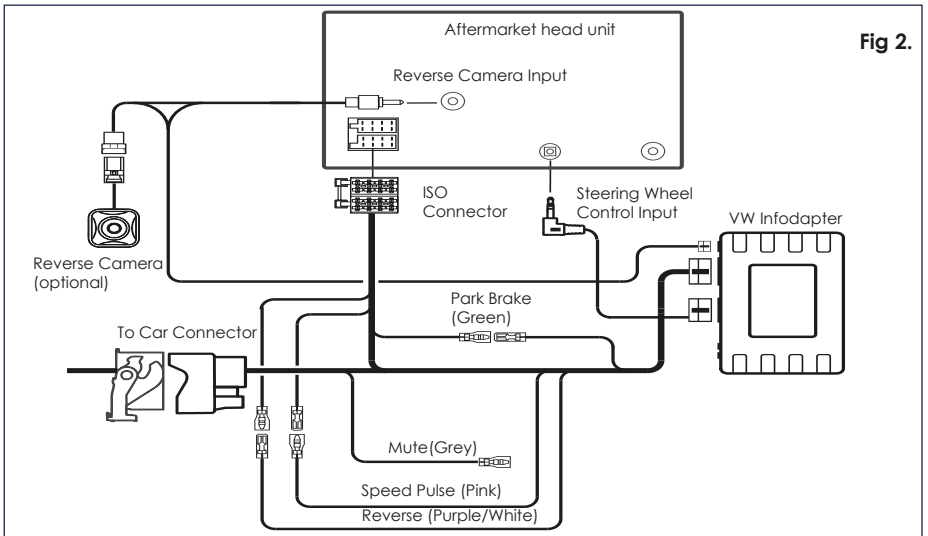 Aftermarket head unit
Fig 2.
Reverse Camera Input
ISO
Connector
Steering Wheel
Control Input
VW Infodapter
Reverse Camera
(optional)
Park Brake
(Green)
To Car Connector
Mute(Grey)
Speed Pulse (Pink)
Reverse (Purple/White)